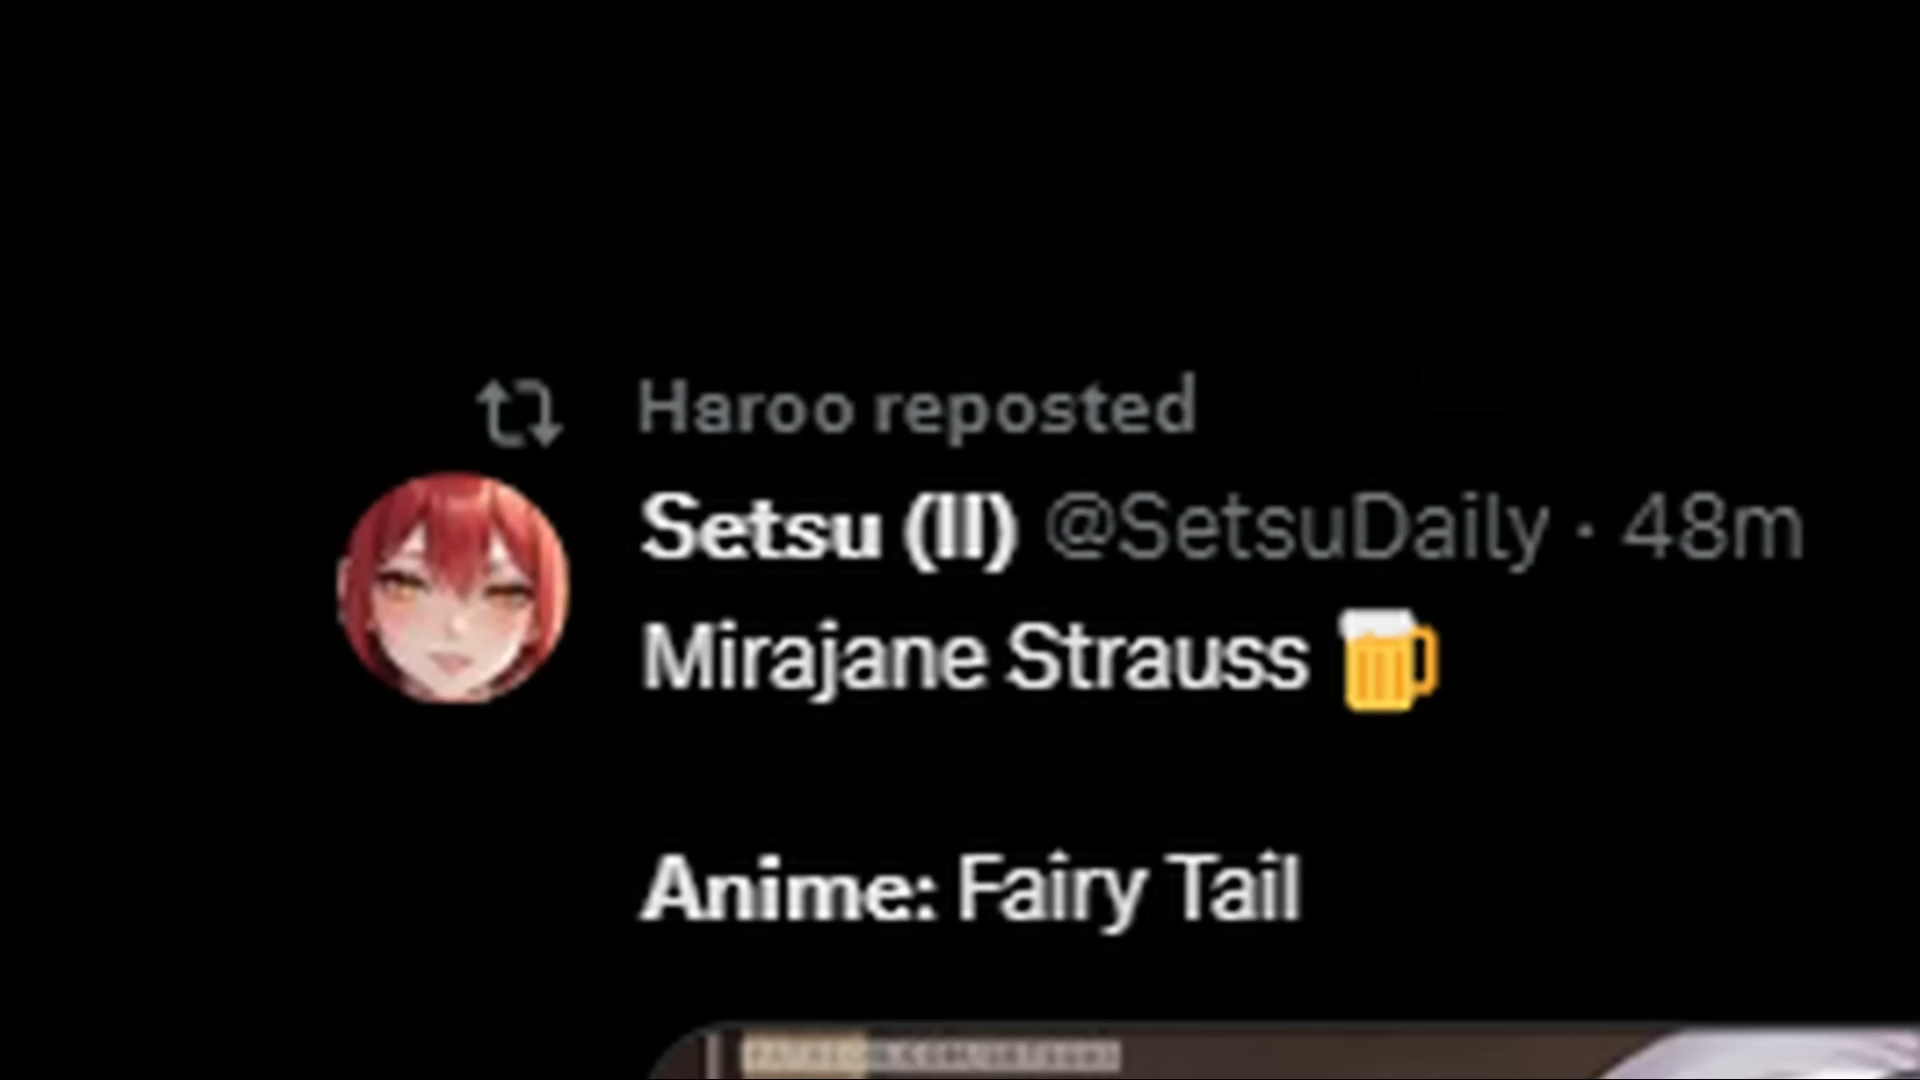 Haroo reposted
Setsu (II) @SetsuDaily · 48m
Mirajane Strauss 🍺
Anime: Fairy Tail